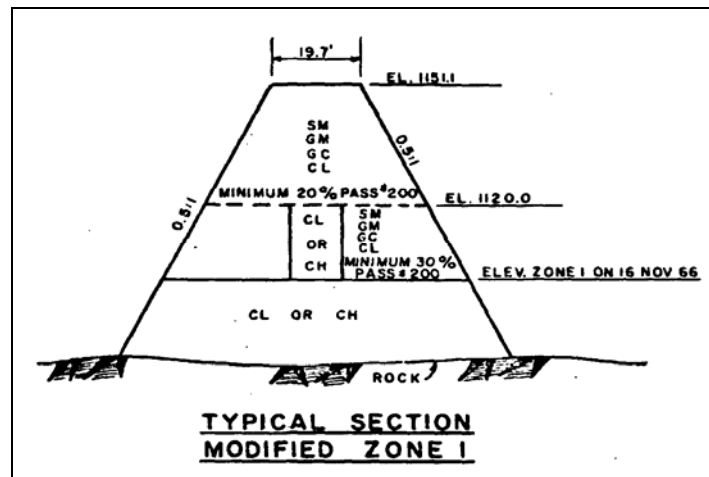 19.7'
EL. 1151.1
SM
GM
GC
CL
0.5:1
0.5:1
MINIMUM 20% PASS #200
EL. 1120.0
CL
OR
CH
SM
GM
GC
CL
MINIMUM 30%
PASS #200
ELEV. ZONE 1 ON 16 NOV 66
CL OR CH
ROCK
TYPICAL SECTION
MODIFIED ZONE 1